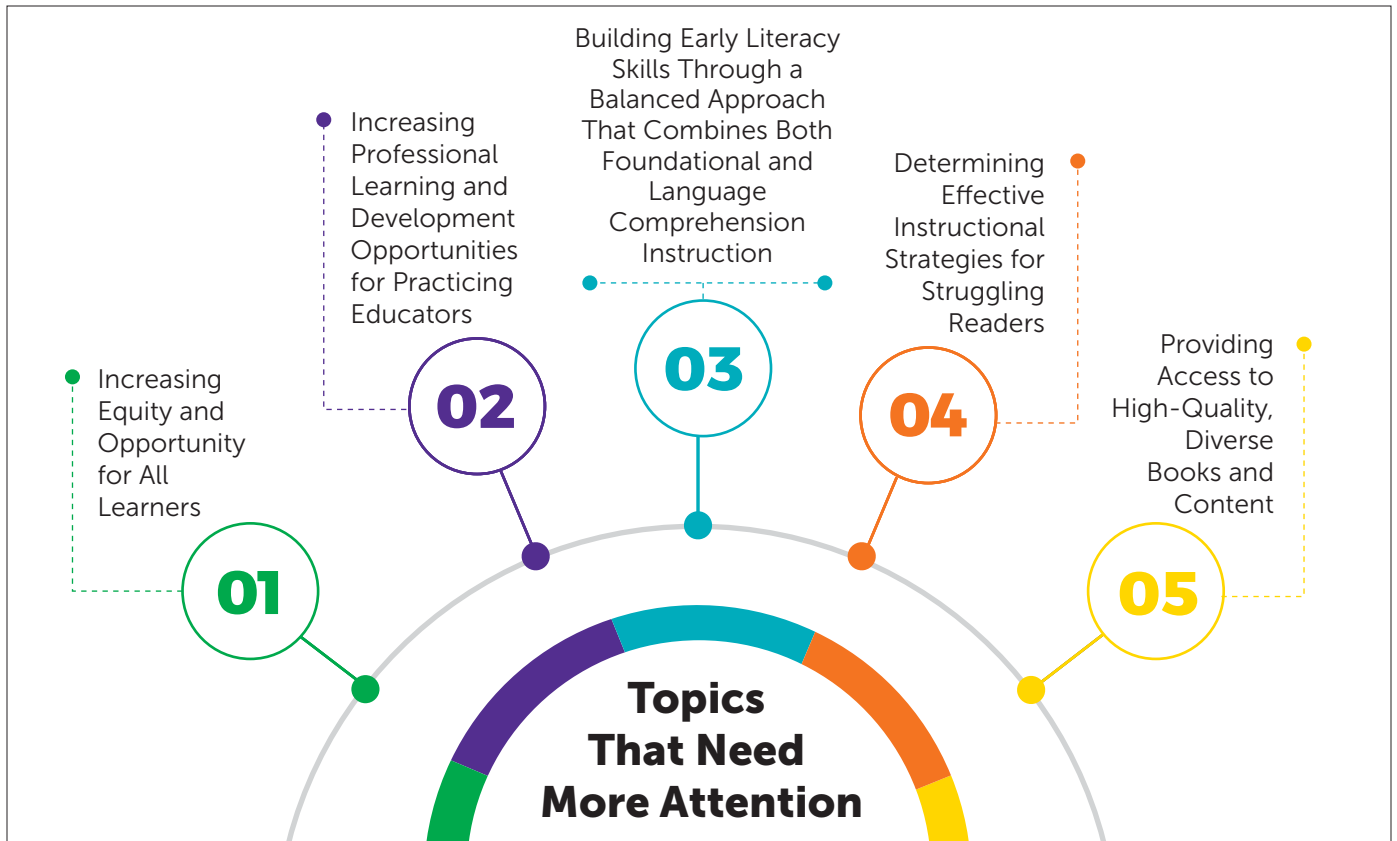 01
Increasing
Equity and
Opportunity
for All
Learners
02
Increasing
Professional
Learning and
Development
Opportunities
for Practicing
Educators
03
Building Early Literacy
Skills Through a
Balanced Approach
That Combines Both
Foundational and
Language
Comprehension
Instruction
04
Determining
Effective
Instructional
Strategies for
Struggling
Readers
05
Providing
Access to
High-Quality,
Diverse
Books and
Content
Topics
That Need
More Attention